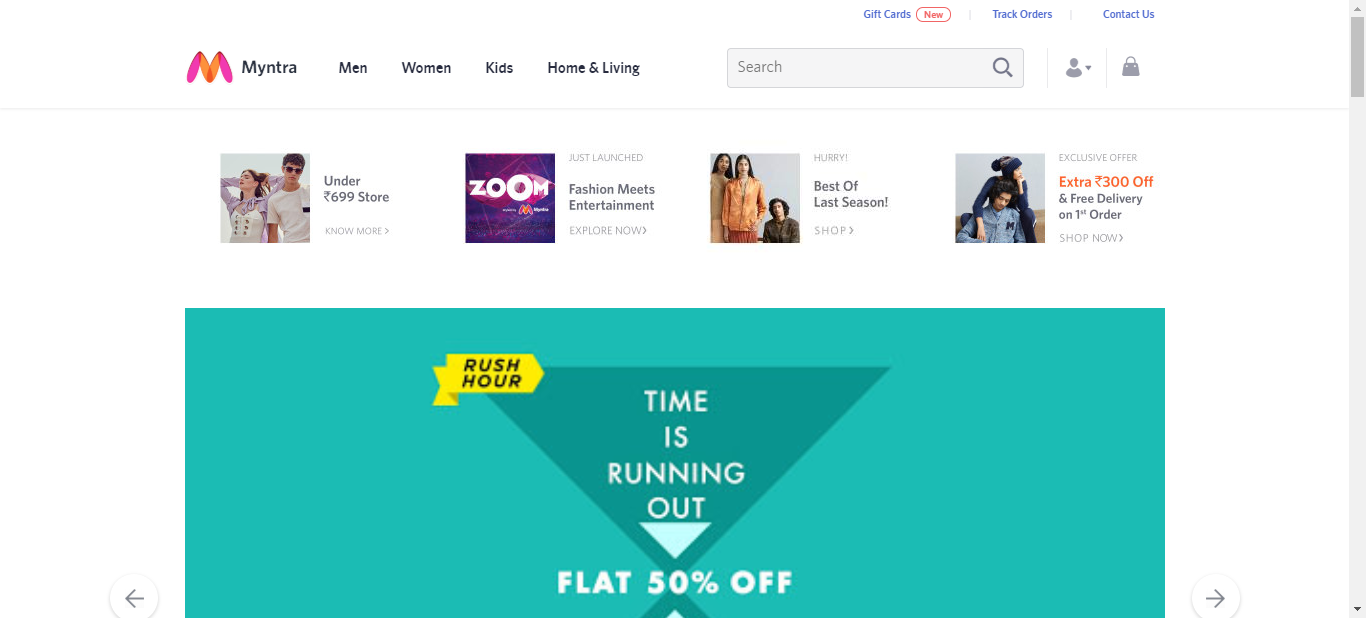 Gift Cards New Track Orders Contact Us
Myntra Men Women Kids Home & Living Search
Under
₹699 Store
KNOW MORE >
ZOOM
Myntra
JUST LAUNCHED
Fashion Meets
Entertainment
EXPLORE NOW>
HURRY!
Best Of
Last Season!
SHOP >
EXCLUSIVE OFFER
Extra ₹300 Off
& Free Delivery
on 1st Order
SHOP NOW>
RUSH
HOUR
TIME
IS
RUNNING
OUT
FLAT 50% OFF